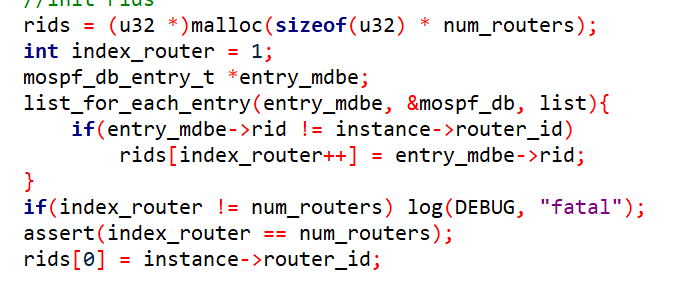 //init rids
rids = (u32 *)malloc(sizeof(u32) * num_routers);
int index_router = 1;
mospf_db_entry_t *entry_mdbe;
list_for_each_entry(entry_mdbe, &mospf_db, list){
    if(entry_mdbe->rid != instance->router_id)
        rids[index_router++] = entry_mdbe->rid;
}
if(index_router != num_routers) log(DEBUG, "fatal");
assert(index_router == num_routers);
rids[0] = instance->router_id;